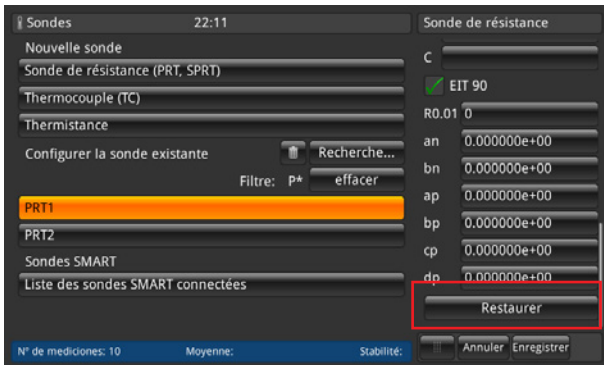 Sondes 22:11
Nouvelle sonde
Sonde de résistance (PRT, SPRT)
Thermocouple (TC)
Thermistance
Configurer la sonde existante Recherche...
Filtre: P* effacer
PRT1
PRT2
Sondes SMART
Liste des sondes SMART connectées
N° de mediciones: 10 Moyenne: Stabilité:
Sonde de résistance
C
EIT 90
R0.01 0
an 0.000000e+00
bn 0.000000e+00
ap 0.000000e+00
bp 0.000000e+00
cp 0.000000e+00
dp 0.000000e+00
Restaurer
Annuler Enregistrer